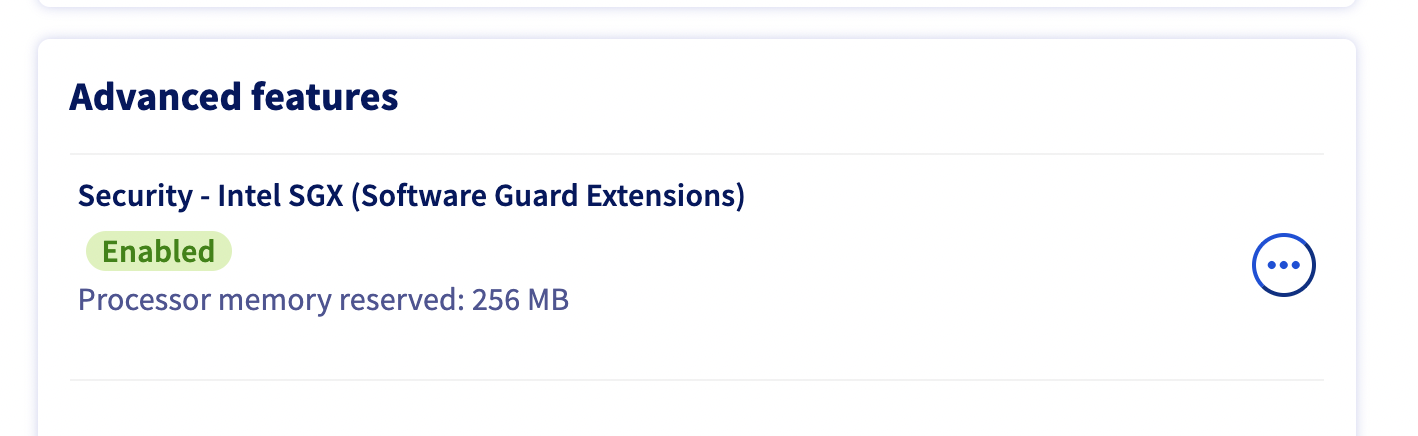 Advanced features
Security - Intel SGX (Software Guard Extensions)
Enabled
Processor memory reserved: 256 MB